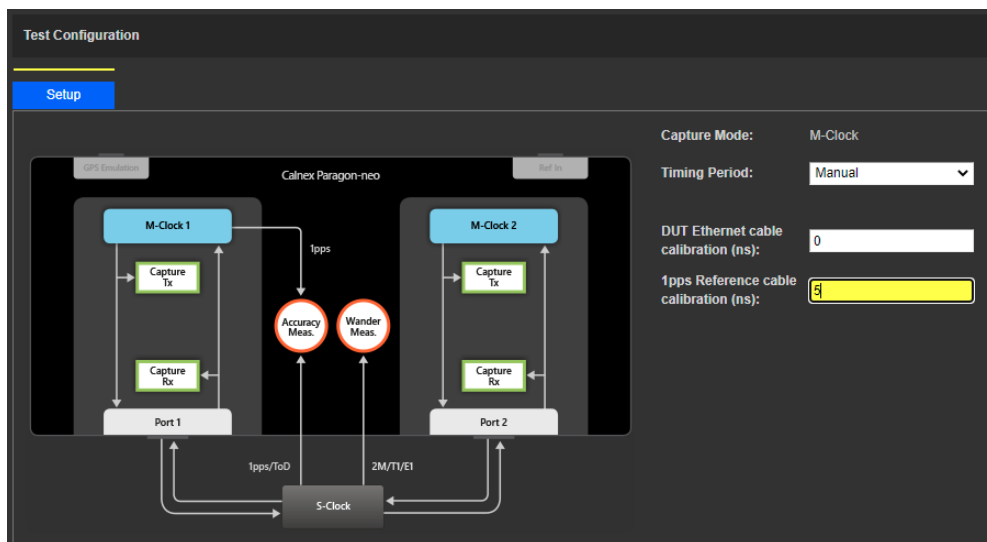 Test Configuration
Setup
GPS Emulation
Calnex Paragon-neo
Ref In
M-Clock 1
M-Clock 2
1pps
Capture
Tx
Capture
Tx
Accuracy
Meas.
Wander
Meas.
Capture
Rx
Capture
Rx
Port 1
Port 2
1pps/ToD
2M/T1/E1
S-Clock
Capture Mode:
M-Clock
Timing Period:
Manual
DUT Ethernet cable
calibration (ns):
0
1pps Reference cable
calibration (ns):
5